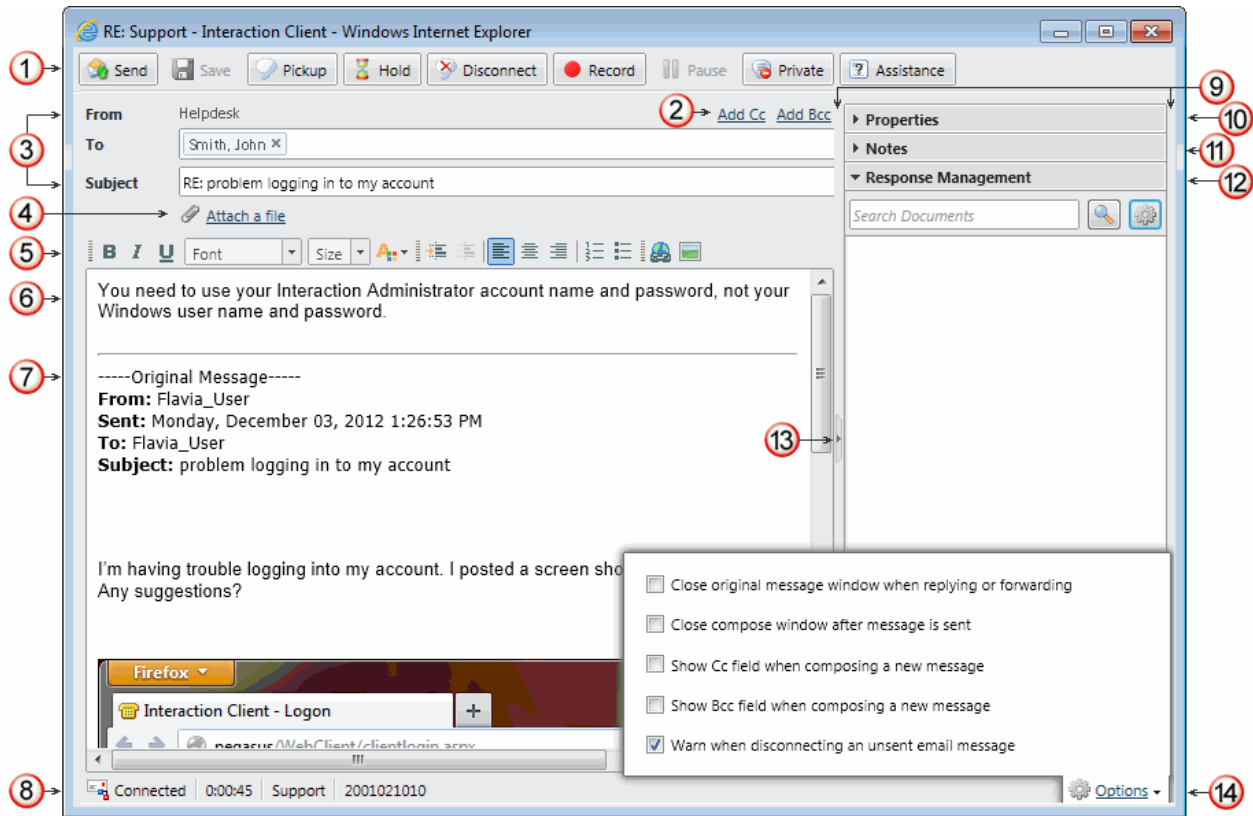 RE: Support - Interaction Client - Windows Internet Explorer
1 Send Save Pickup Hold Disconnect Record Pause Private ? Assistance
9
From Helpdesk 2 Add Cc Add Bcc
Properties 10
3
To Smith, John ×
Notes 11
Subject RE: problem logging in to my account
Response Management 12
4 Attach a file
Search Documents
5 B I U Font Size A
6 You need to use your Interaction Administrator account name and password, not your
Windows user name and password.
7 -----Original Message-----
From: Flavia_User
Sent: Monday, December 03, 2012 1:26:53 PM
To: Flavia_User
13
Subject: problem logging in to my account
I'm having trouble logging into my account. I posted a screen sho
Any suggestions?
Close original message window when replying or forwarding
Close compose window after message is sent
Show Cc field when composing a new message
Show Bcc field when composing a new message
Warn when disconnecting an unsent email message
Firefox
Interaction Client - Logon +
pegasus/WebClient/clientlogin.aspx
8 Connected 0:00:45 Support 2001021010
Options 14